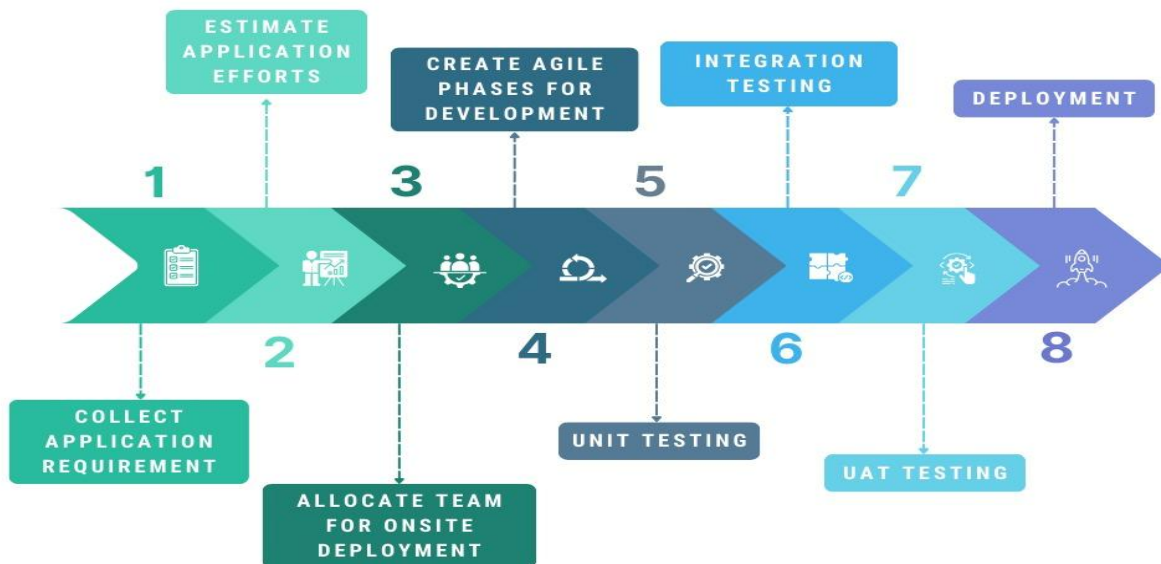 ESTIMATE
APPLICATION
EFFORTS
CREATE AGILE
PHASES FOR
DEVELOPMENT
INTEGRATION
TESTING
DEPLOYMENT
1
3
5
7
2
4
6
8
COLLECT
APPLICATION
REQUIREMENT
ALLOCATE TEAM
FOR ONSITE
DEPLOYMENT
UNIT TESTING
UAT TESTING